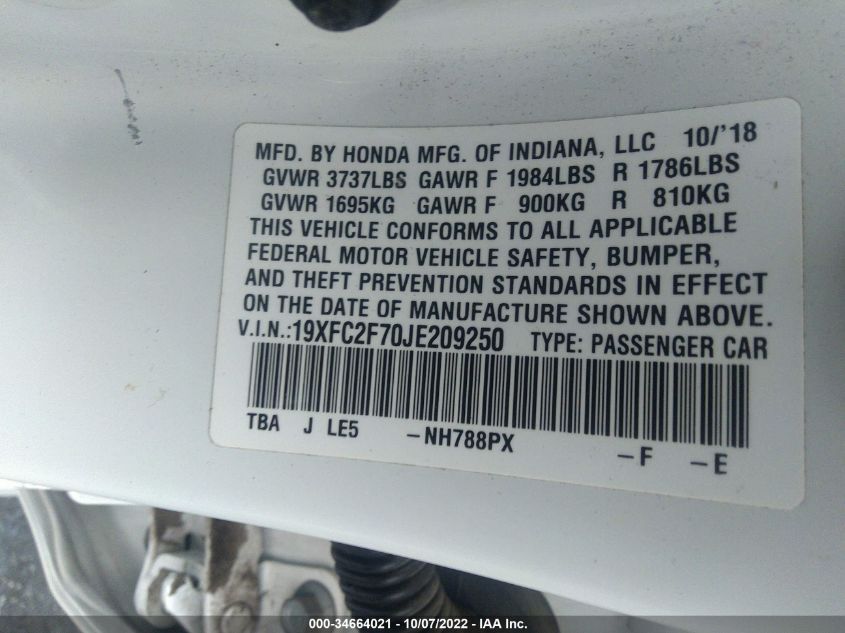 MFD. BY HONDA MFG. OF INDIANA, LLC 10/'18
GVWR 3737LBS GAWR F 1984LBS R 1786LBS
GVWR 1695KG GAWR F 900KG R 810KG
THIS VEHICLE CONFORMS TO ALL APPLICABLE
FEDERAL MOTOR VEHICLE SAFETY, BUMPER,
AND THEFT PREVENTION STANDARDS IN EFFECT
ON THE DATE OF MANUFACTURE SHOWN ABOVE.
V.I.N.:19XFC2F70JE209250 TYPE: PASSENGER CAR
TBA J LE5 -NH788PX -F -E
000-34664021 - 10/07/2022 - IAA Inc.